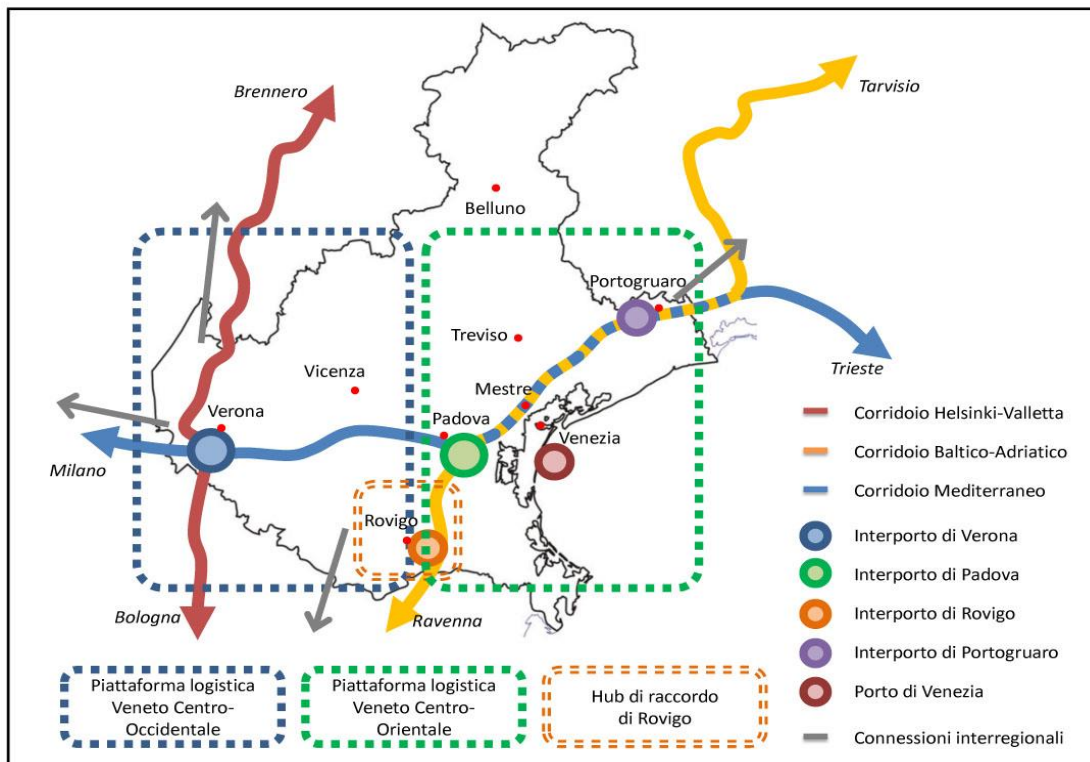 Brennero
Tarvisio
Belluno
Portogruaro
Treviso
Vicenza
Mestre
Verona
Padova
Venezia
Trieste
Milano
Rovigo
Bologna
Ravenna
Corridoio Helsinki-Valletta
Corridoio Baltico-Adriatico
Corridoio Mediterraneo
Interporto di Verona
Interporto di Padova
Interporto di Rovigo
Interporto di Portogruaro
Porto di Venezia
Connessioni interregionali
Piattaforma logistica
Veneto Centro-
Occidentale
Piattaforma logistica
Veneto Centro-
Orientale
Hub di raccordo
di Rovigo